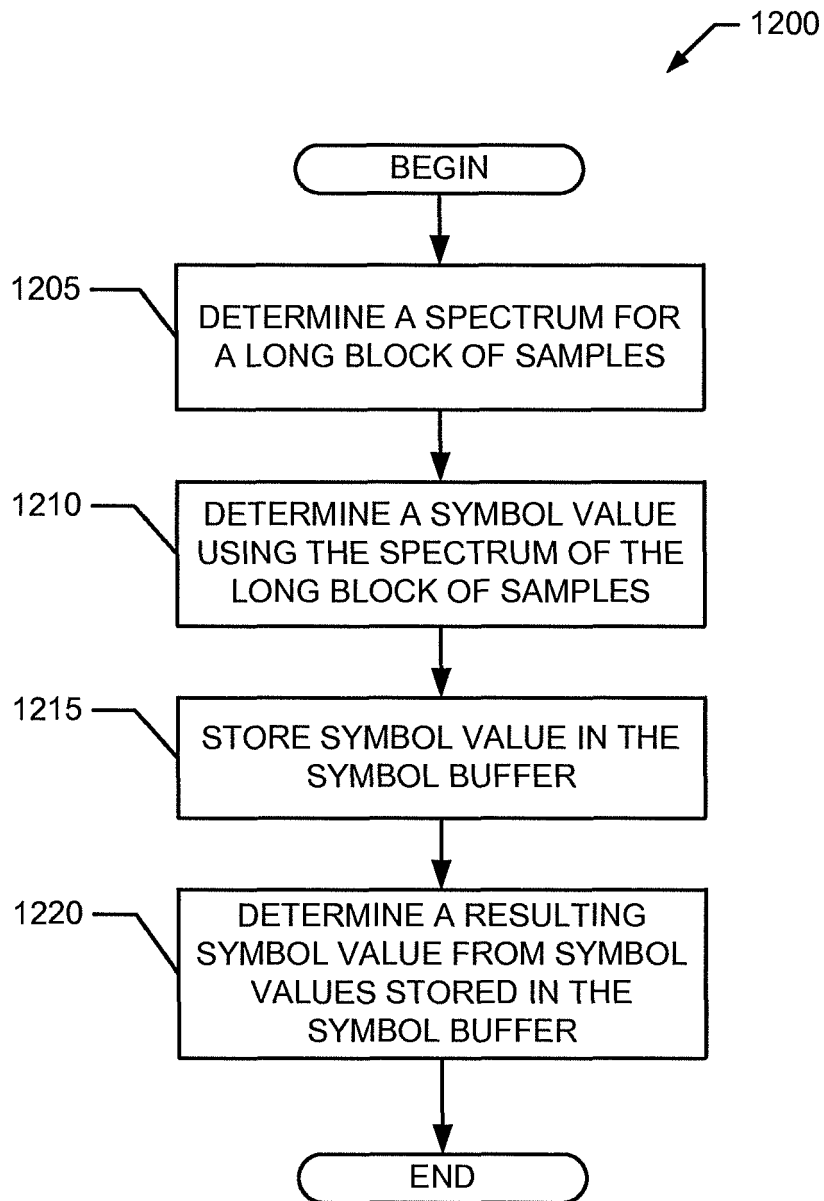 1200
BEGIN
1205
DETERMINE A SPECTRUM FOR
A LONG BLOCK OF SAMPLES
1210
DETERMINE A SYMBOL VALUE
USING THE SPECTRUM OF THE
LONG BLOCK OF SAMPLES
1215
STORE SYMBOL VALUE IN THE
SYMBOL BUFFER
1220
DETERMINE A RESULTING
SYMBOL VALUE FROM SYMBOL
VALUES STORED IN THE
SYMBOL BUFFER
END